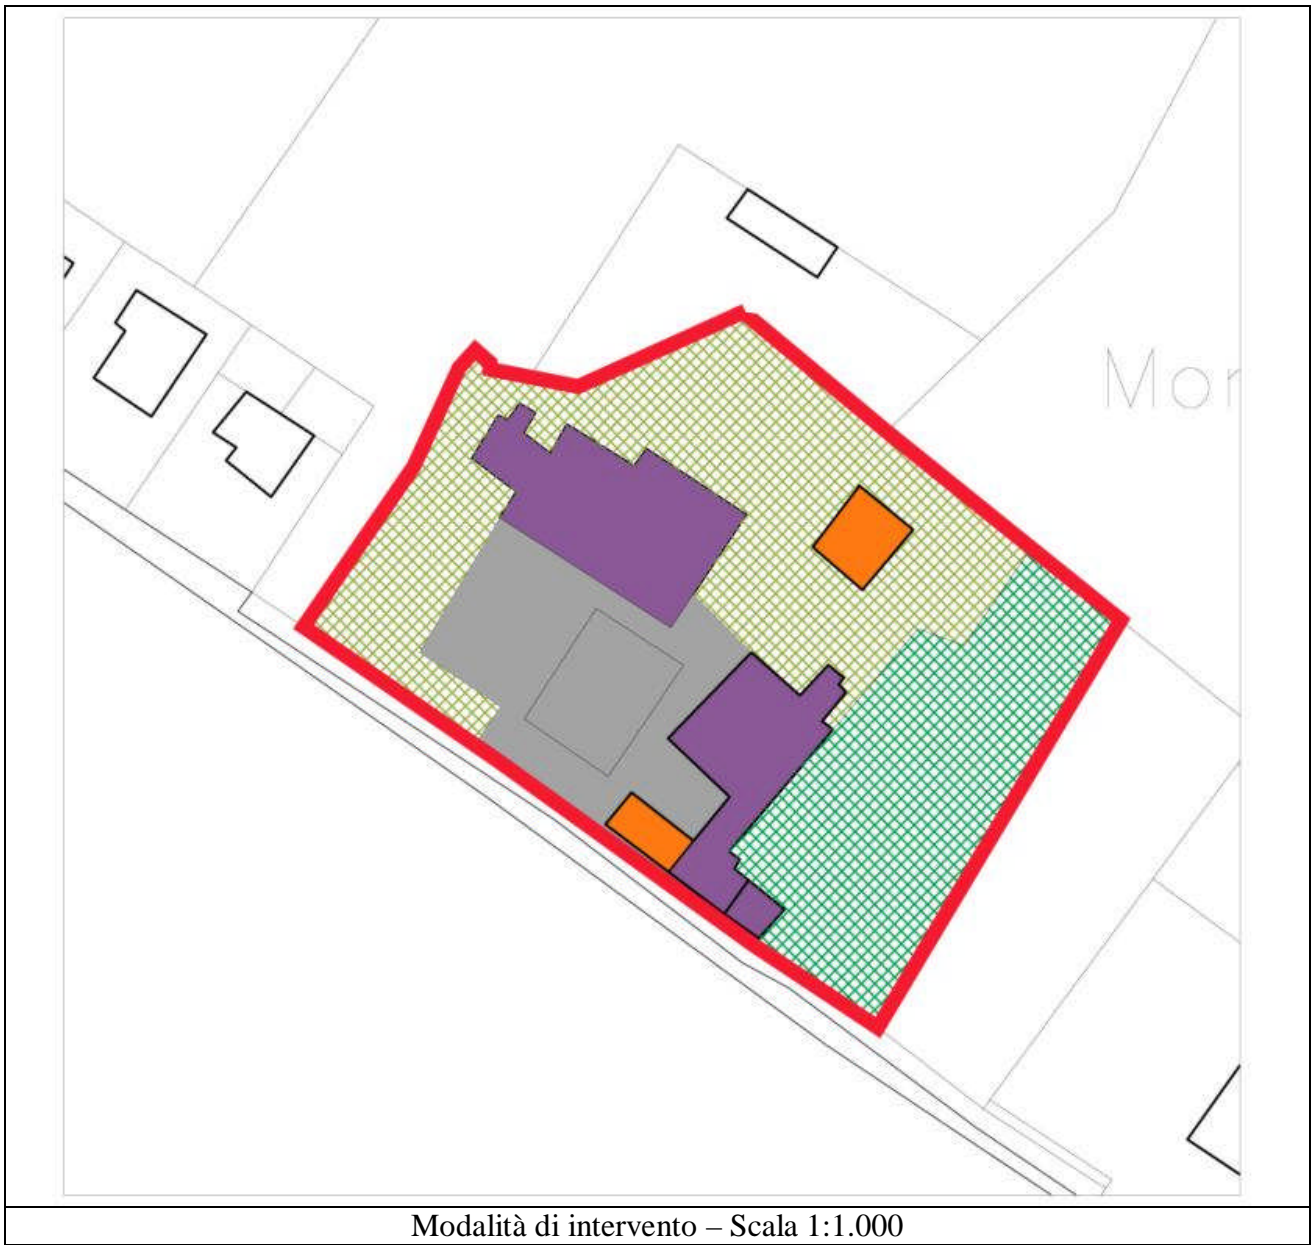 Mor
Modalità di intervento – Scala 1:1.000